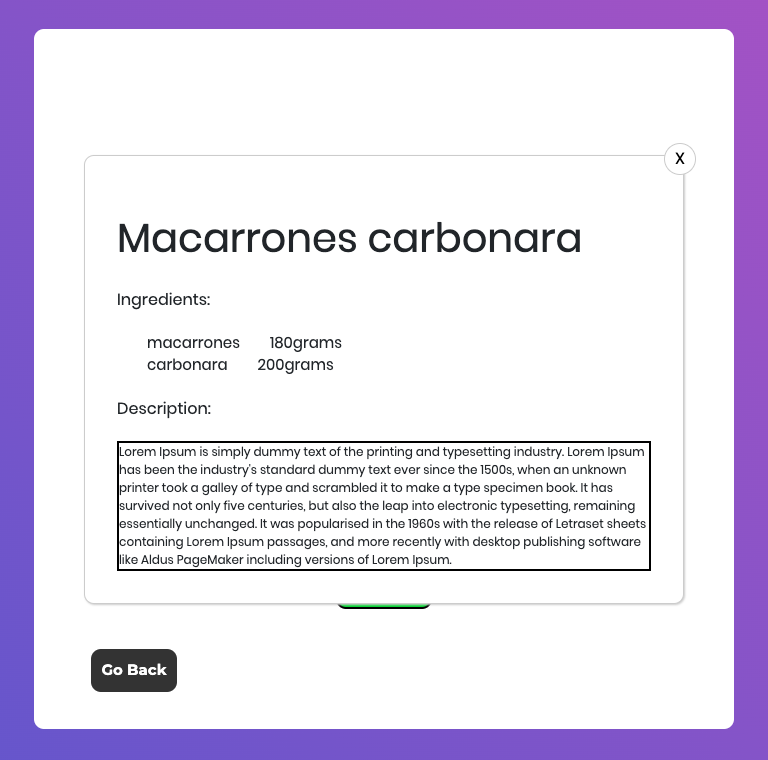 X
Macarrones carbonara
Ingredients:
macarrones 180grams
carbonara 200grams
Description:
Lorem Ipsum is simply dummy text of the printing and typesetting industry. Lorem Ipsum
has been the industry's standard dummy text ever since the 1500s, when an unknown
printer took a galley of type and scrambled it to make a type specimen book. It has
survived not only five centuries, but also the leap into electronic typesetting, remaining
essentially unchanged. It was popularised in the 1960s with the release of Letraset sheets
containing Lorem Ipsum passages, and more recently with desktop publishing software
like Aldus PageMaker including versions of Lorem Ipsum.
Go Back